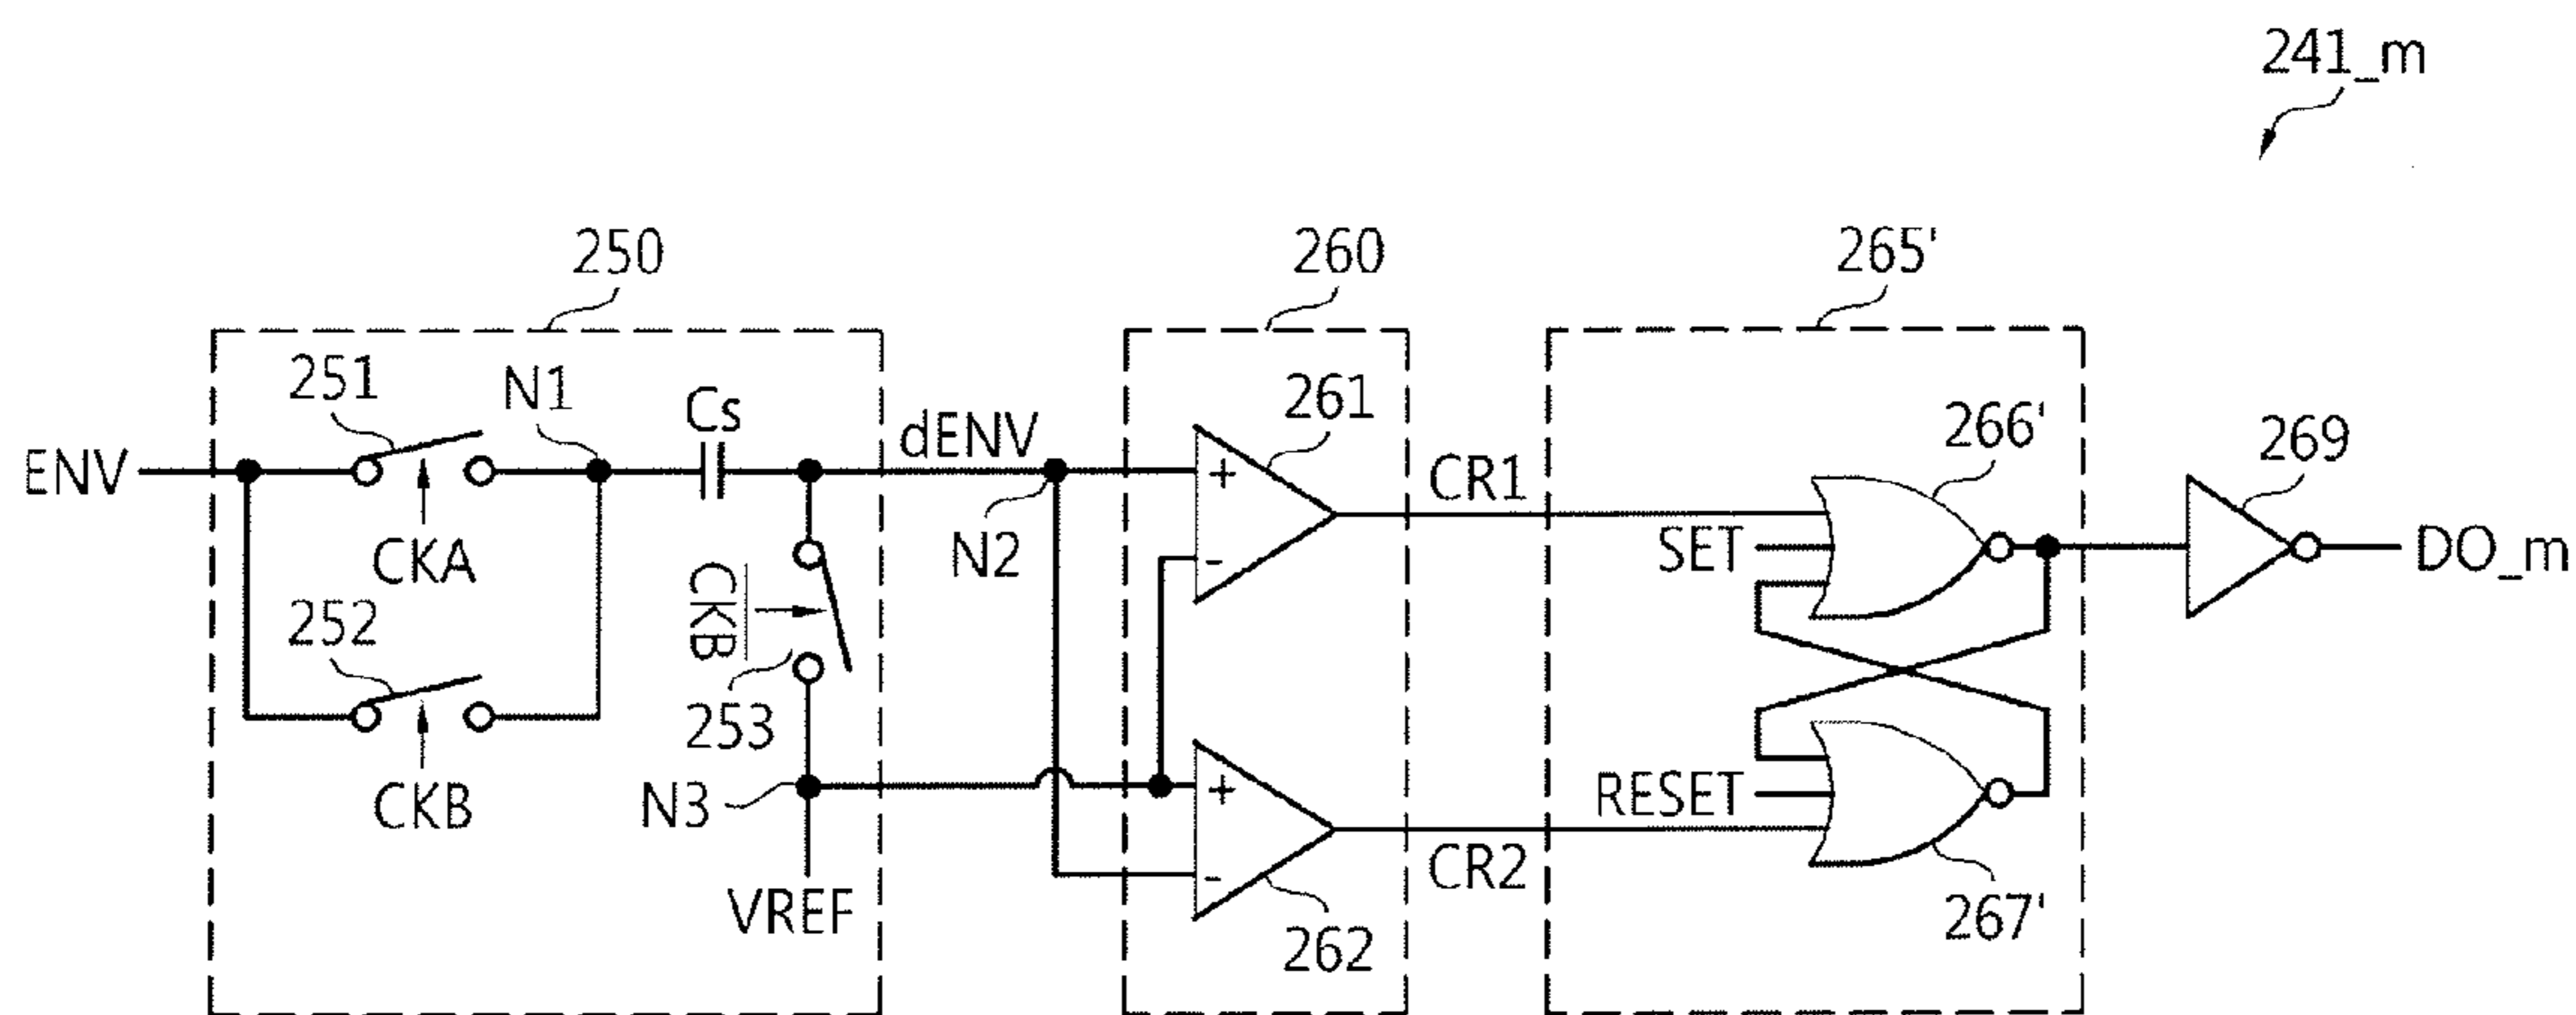 241_m
250
260
265'
251
N1
Cs
dENV
261
266'
269
ENV
CKA
N2
CR1
SET
DO_m
252
CKB
CKB
253
N3
VREF
262
CR2
RESET
267'
+
-
+
-